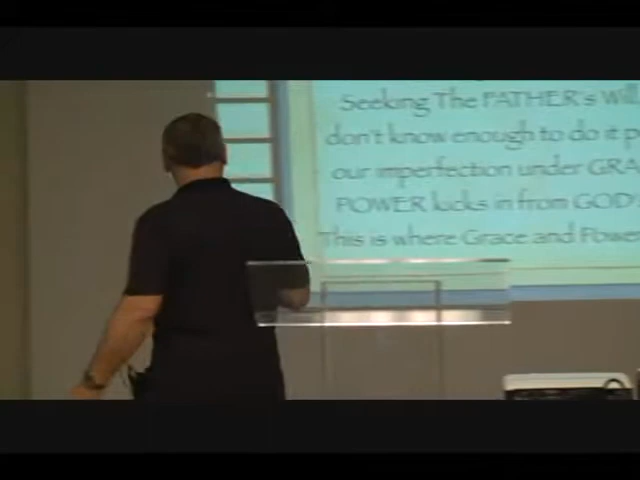 Seeking The FATHER's Will
don't know enough to do it p
our imperfection under GRA
POWER kicks in from GOD
This is where Grace and Power